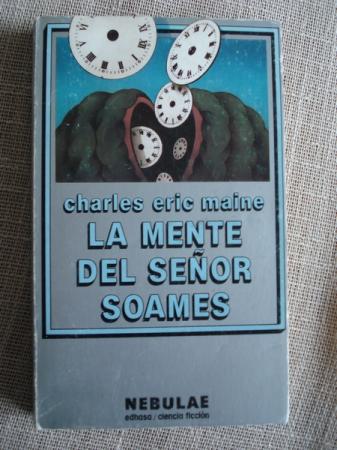 charles eric maine
LA MENTE
DEL SEÑOR
SOAMES
NEBULAE
edhasa / ciencia ficción